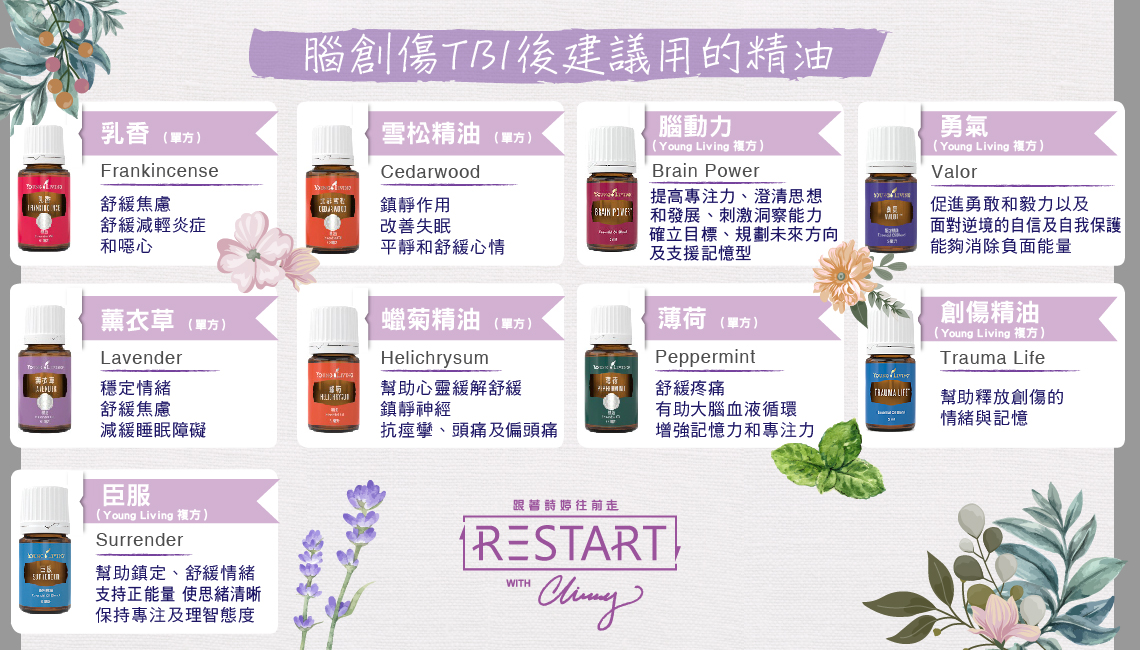 腦創傷TBI後建議用的精油
乳香 （單方）
Frankincense
舒緩焦慮
舒緩減輕炎症
和噁心
雪松精油 （單方）
Cedarwood
鎮靜作用
改善失眠
平靜和舒緩心情
腦動力
（Young Living 複方）
Brain Power
提高專注力、澄清思想
和發展、刺激洞察能力
確立目標、規劃未來方向
及支援記憶型
勇氣
（Young Living 複方）
Valor
促進勇敢和毅力以及
面對逆境的自信及自我保護
能夠消除負面能量
薰衣草 （單方）
Lavender
穩定情緒
舒緩焦慮
減緩睡眠障礙
蠟菊精油 （單方）
Helichrysum
幫助心靈緩解舒緩
鎮靜神經
抗痙攣、頭痛及偏頭痛
薄荷 （單方）
Peppermint
舒緩疼痛
有助大腦血液循環
增強記憶力和專注力
創傷精油
（Young Living 複方）
Trauma Life
幫助釋放創傷的
情緒與記憶
臣服
（Young Living 複方）
Surrender
幫助鎮定、舒緩情緒
支持正能量 使思緒清晰
保持專注及理智態度
YOUNG LIVING
BRAIN POWER
TRAUMA LIFE
跟著詩婷往前走
RESTART
WITH